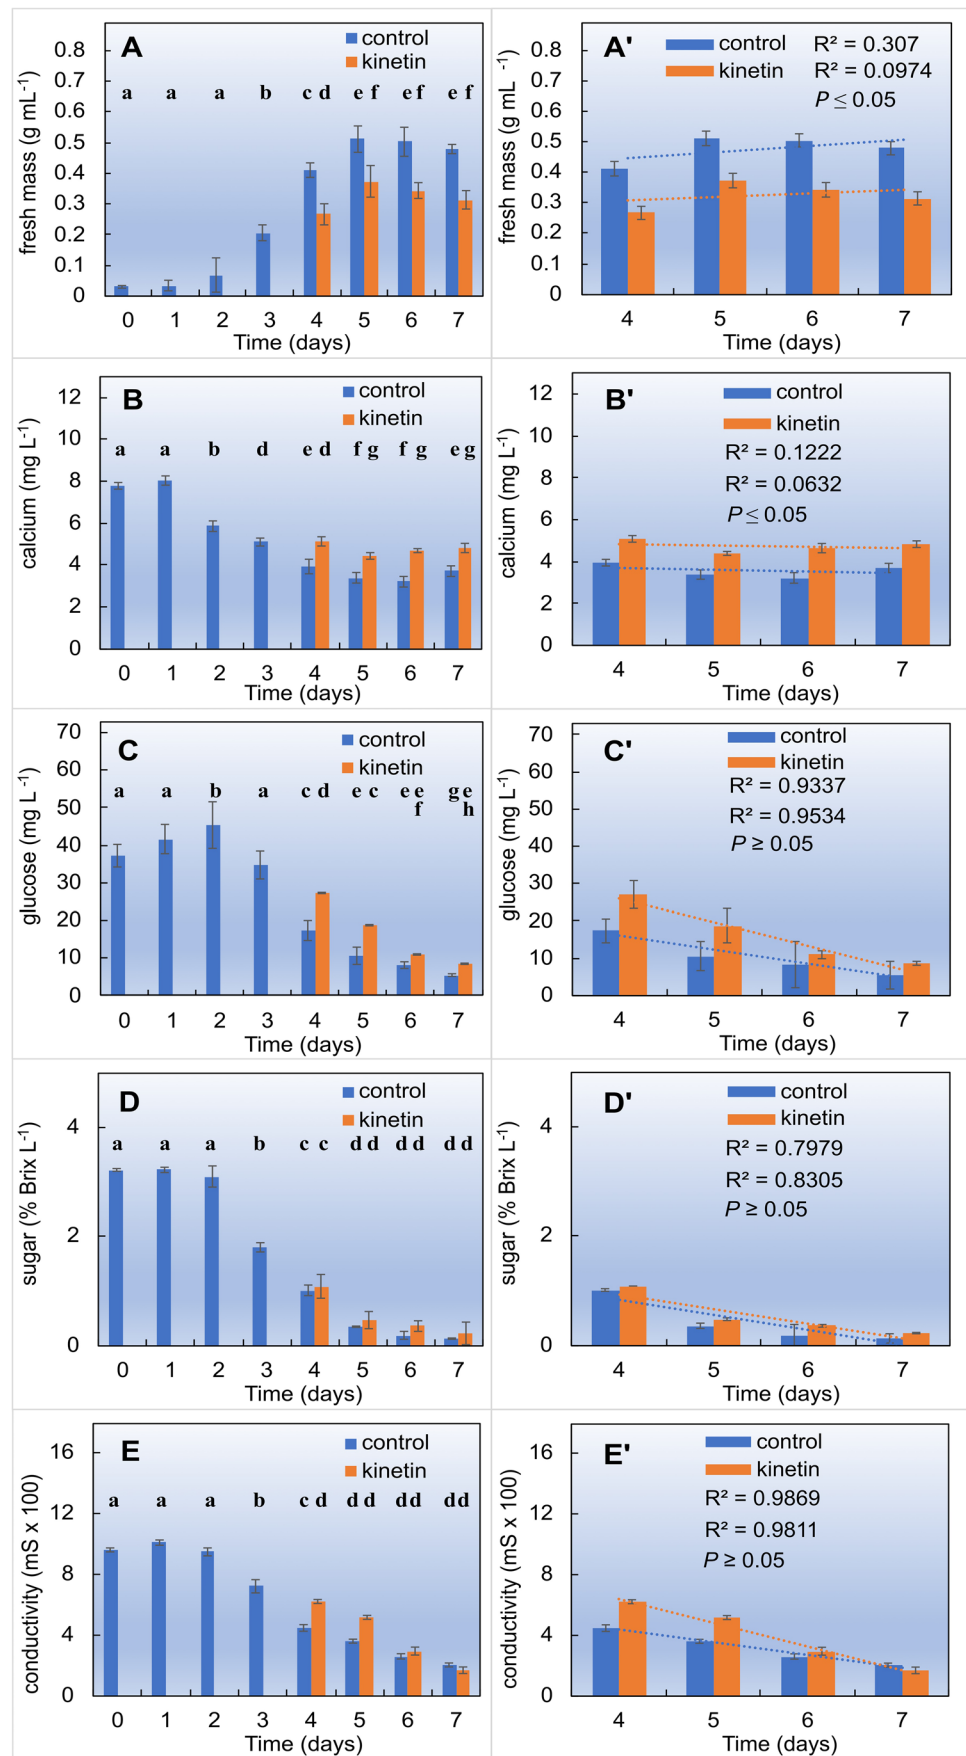 A
control
kinetin
0.8
0.7
0.6
0.5
0.4
0.3
0.2
0.1
0
fresh mass (g mL⁻¹)
a a a b c d e f e f e f
0 1 2 3 4 5 6 7
Time (days)
A'
control R² = 0.307
kinetin R² = 0.0974
P ≤ 0.05
0.8
0.7
0.6
0.5
0.4
0.3
0.2
0.1
0
fresh mass (g mL ⁻¹)
4 5 6 7
Time (days)
B
control
kinetin
12
10
8
6
4
2
0
calcium (mg L⁻¹)
a a b d e d f g f g e g
0 1 2 3 4 5 6 7
Time (days)
B'
control
kinetin
R² = 0.1222
R² = 0.0632
P ≤ 0.05
12
10
8
6
4
2
0
calcium (mg L⁻¹)
4 5 6 7
Time (days)
C
control
kinetin
70
60
50
40
30
20
10
0
glucose (mg L⁻¹)
a a b a c d e c e e g e
f h
0 1 2 3 4 5 6 7
Time (days)
C'
control
kinetin
R² = 0.9337
R² = 0.9534
P ≥ 0.05
70
60
50
40
30
20
10
0
glucose (mg L⁻¹)
4 5 6 7
Time (days)
D
control
kinetin
4
2
0
sugar (% Brix L⁻¹)
a a a b c c d d d d d d
0 1 2 3 4 5 6 7
Time (days)
D'
control
kinetin
R² = 0.7979
R² = 0.8305
P ≥ 0.05
4
2
0
sugar (% Brix L⁻¹)
4 5 6 7
Time (days)
E
control
kinetin
16
12
8
4
0
conductivity (mS x 100)
a a a b c d d d d d d d
0 1 2 3 4 5 6 7
Time (days)
E'
control
kinetin
R² = 0.9869
R² = 0.9811
P ≥ 0.05
16
12
8
4
0
conductivity (mS x 100)
4 5 6 7
Time (days)